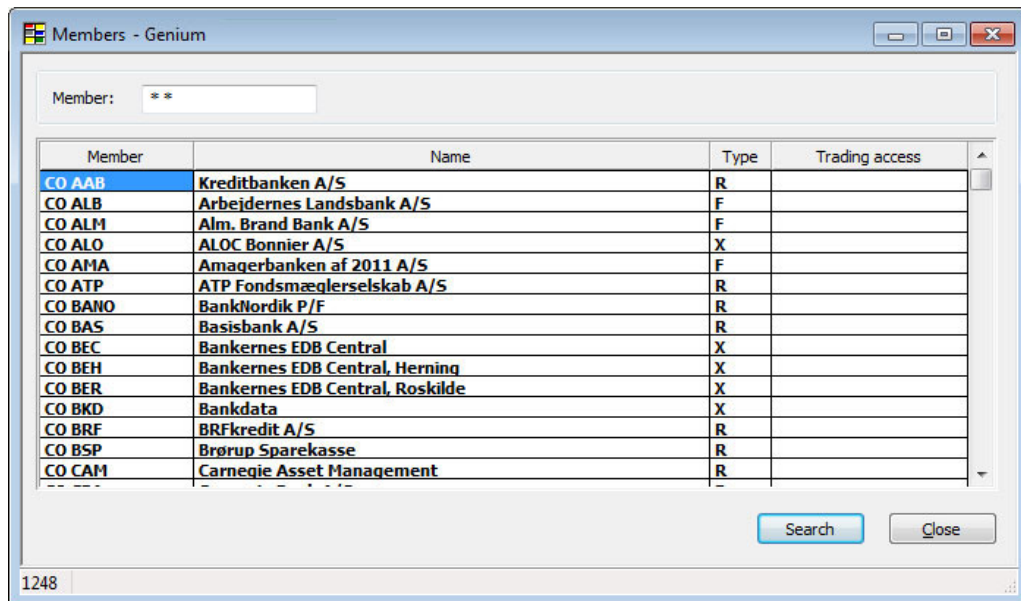 Members - Genium
Member: * *
Member Name Type Trading access
CO AAB Kreditbanken A/S R
CO ALB Arbejdernes Landsbank A/S F
CO ALM Alm. Brand Bank A/S F
CO ALO ALOC Bonnier A/S X
CO AMA Amagerbanken af 2011 A/S F
CO ATP ATP Fondsmæglerselskab A/S R
CO BANO BankNordik P/F R
CO BAS Basisbank A/S R
CO BEC Bankernes EDB Central X
CO BEH Bankernes EDB Central, Herning X
CO BER Bankernes EDB Central, Roskilde X
CO BKD Bankdata X
CO BRF BRFkredit A/S R
CO BSP Brørup Sparekasse R
CO CAM Carnegie Asset Management R
Search Close
1248